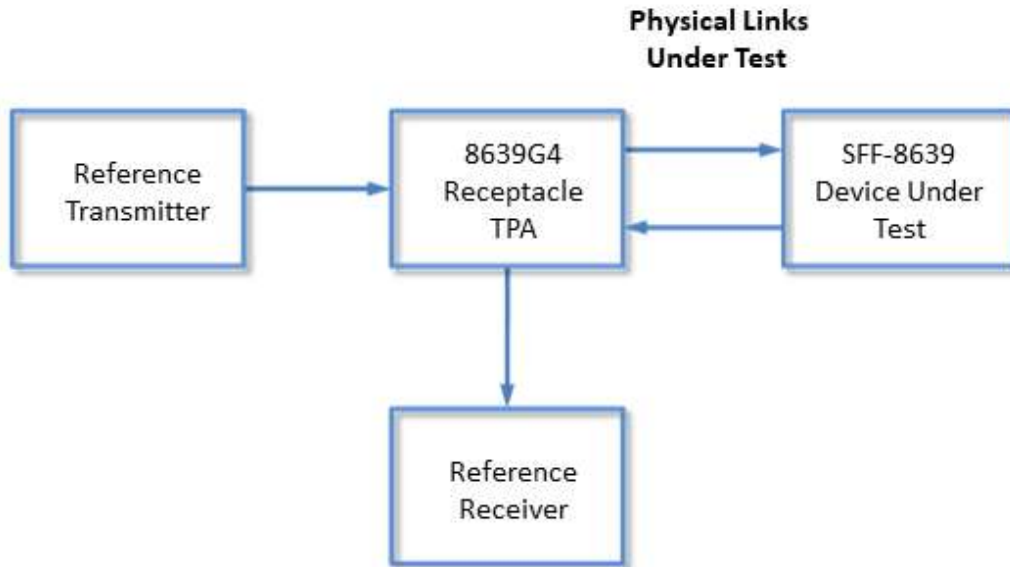 Physical Links
Under Test
Reference
Transmitter
8639G4
Receptacle
TPA
SFF-8639
Device Under
Test
Reference
Receiver